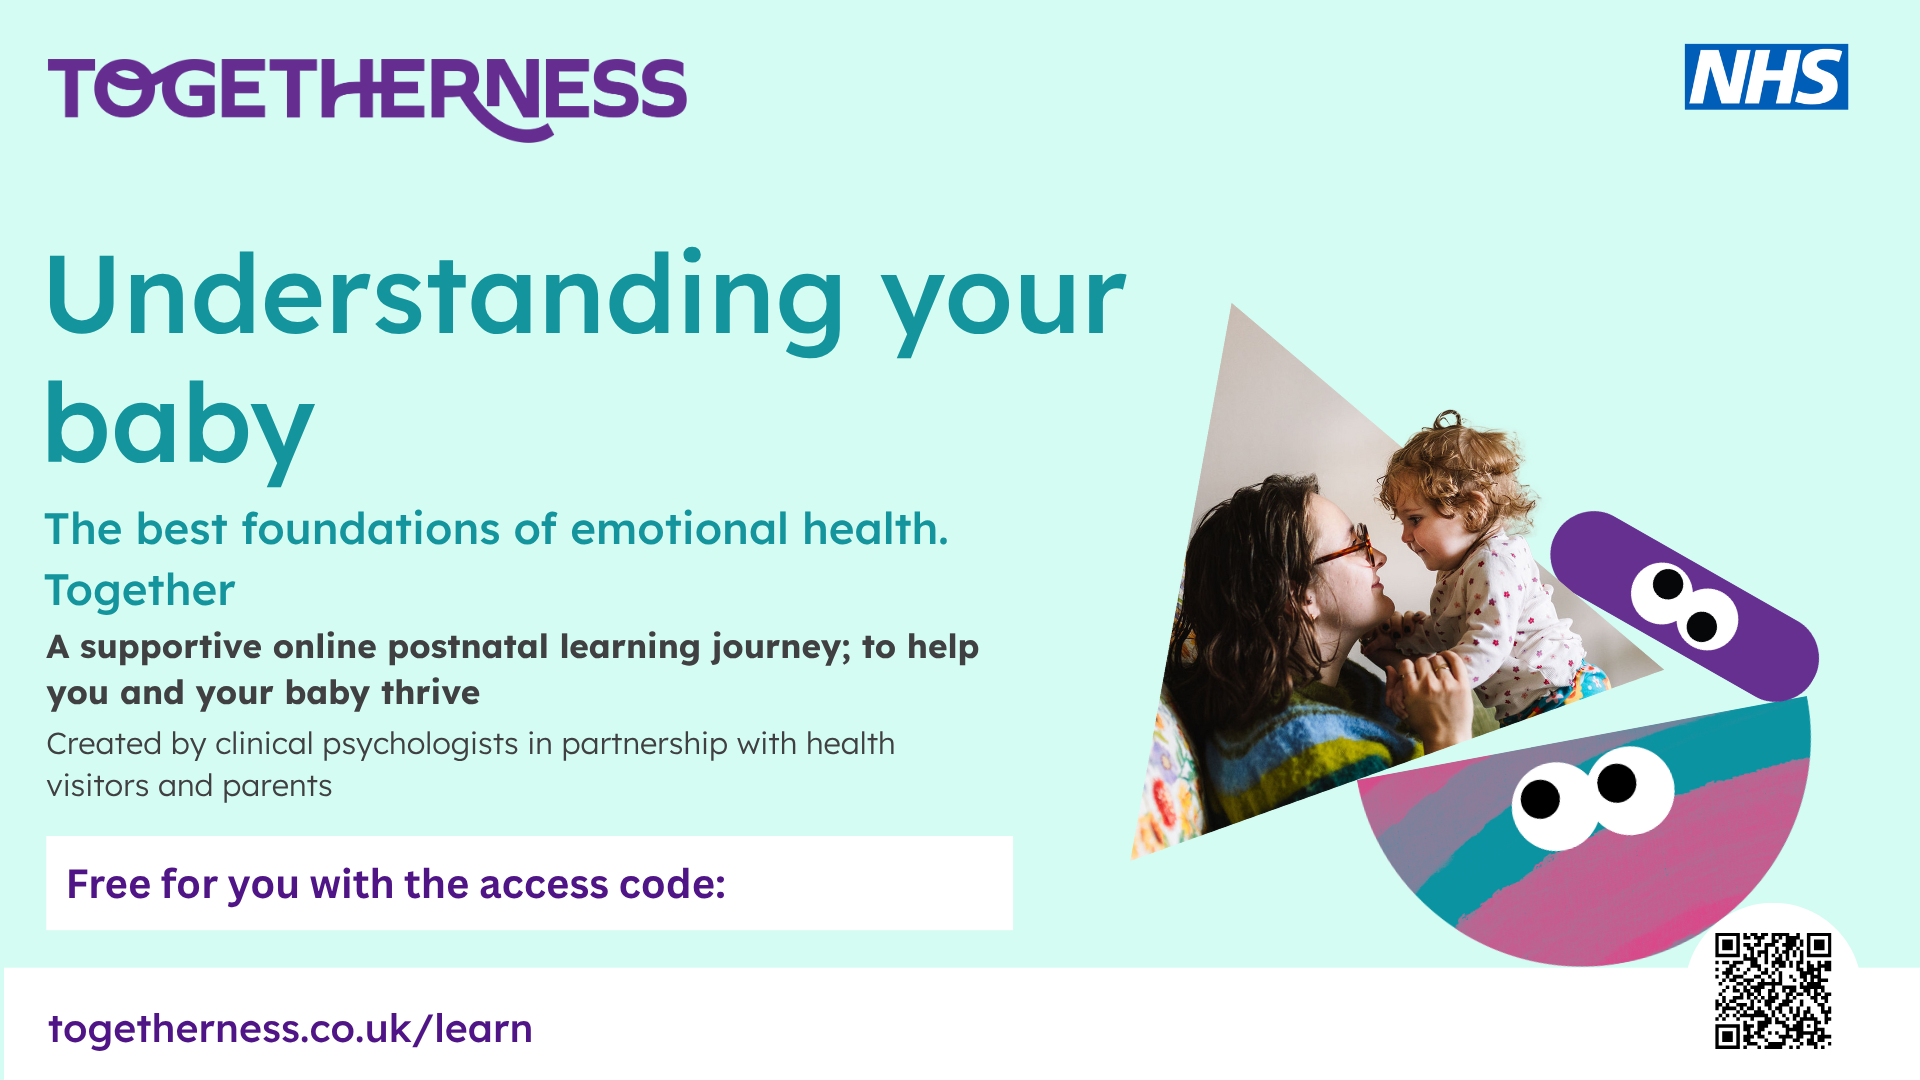 TOGETHERNESS
NHS
Understanding your
baby
The best foundations of emotional health.
Together
A supportive online postnatal learning journey; to help
you and your baby thrive
Created by clinical psychologists in partnership with health
visitors and parents
Free for you with the access code:
togetherness.co.uk/learn